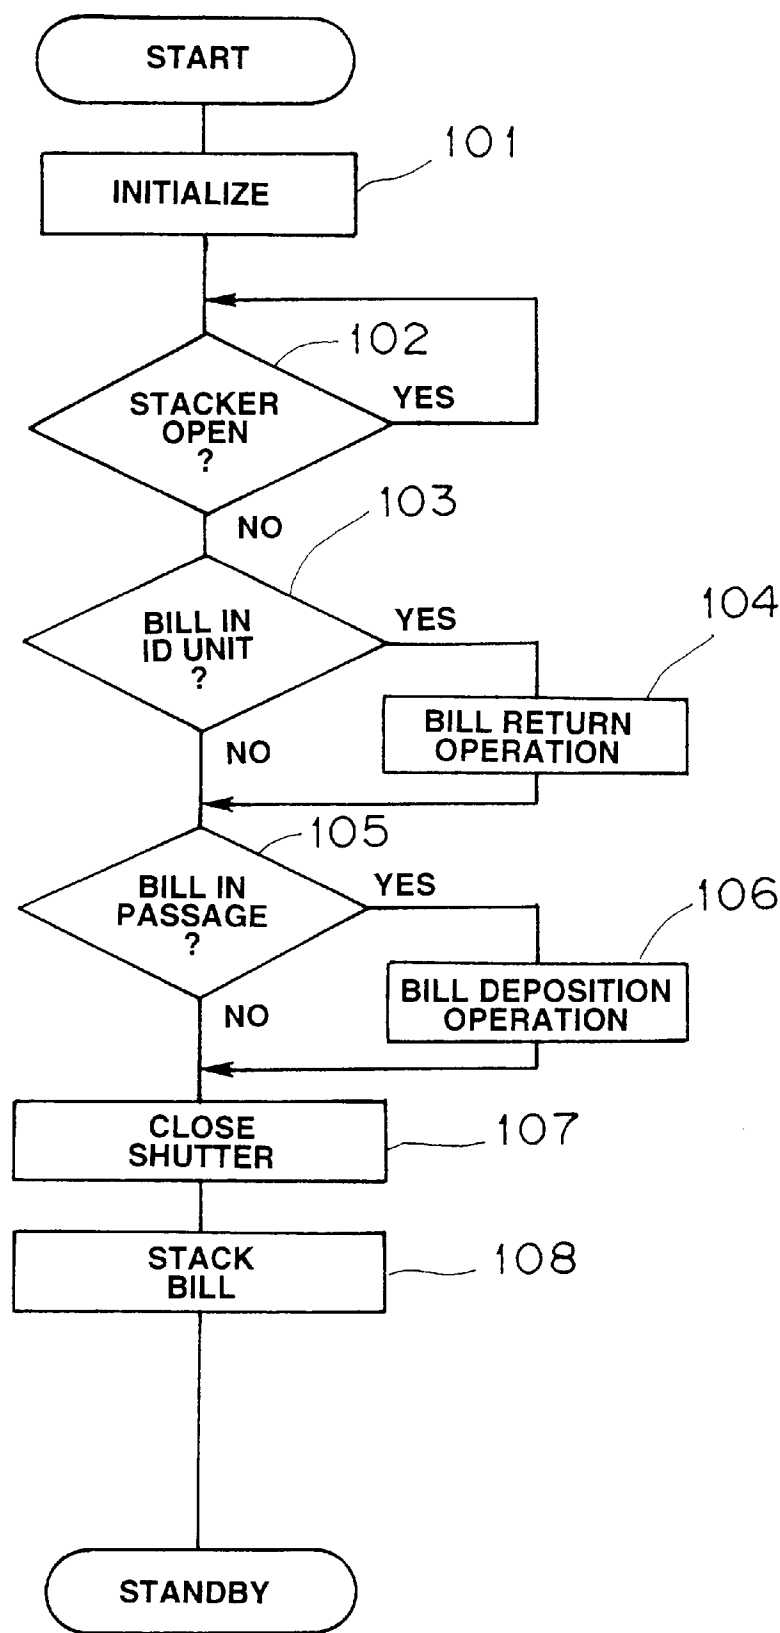 START
INITIALIZE
101
102
STACKER
OPEN
?
YES
NO
103
BILL IN
ID UNIT
?
YES
104
BILL RETURN
OPERATION
NO
105
BILL IN
PASSAGE
?
YES
106
BILL DEPOSITION
OPERATION
NO
CLOSE
SHUTTER
107
STACK
BILL
108
STANDBY